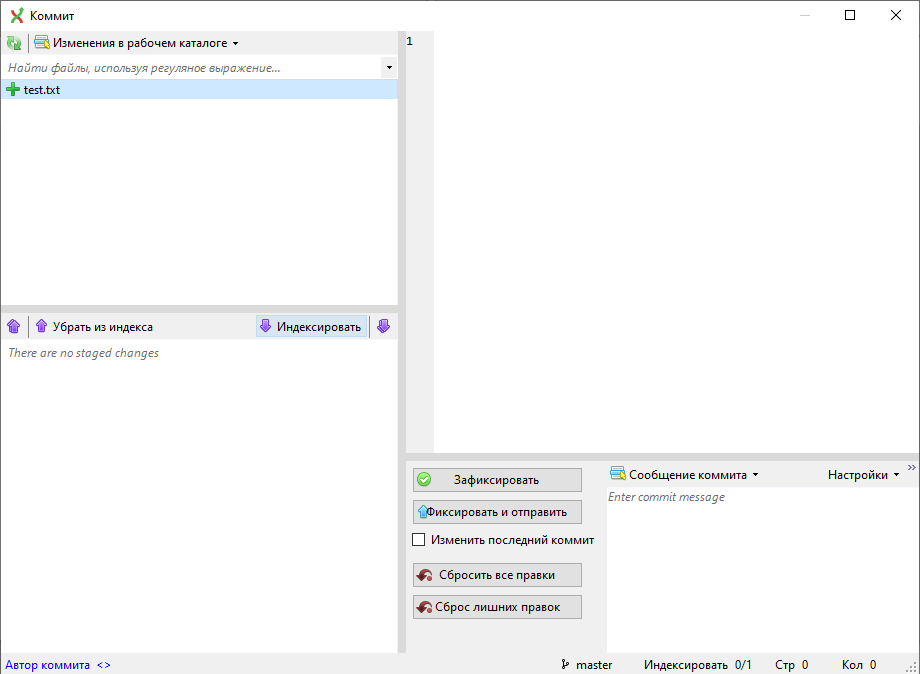 Коммит
Изменения в рабочем каталоге
Найти файлы, используя регуляное выражение...
test.txt
Убрать из индекса
Индексировать
There are no staged changes
1
Зафиксировать
Фиксировать и отправить
Изменить последний коммит
Сбросить все правки
Сброс лишних правок
Сообщение коммита
Настройки
Enter commit message
Автор коммита <>
master
Индексировать 0/1
Стр 0
Кол 0